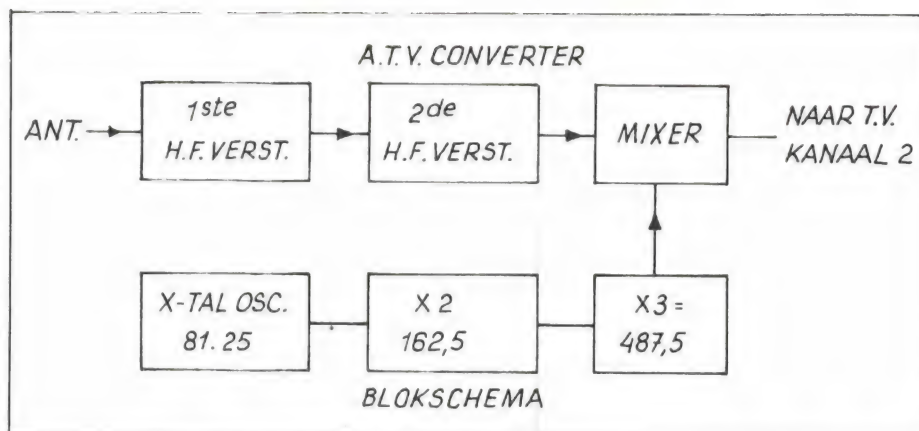 A.T.V. CONVERTER
ANT.
1ste
H.F. VERST.
2de
H.F. VERST.
MIXER
NAAR T.V.
KANAAL 2
X-TAL OSC.
81.25
X 2
162,5
X 3 =
487,5
BLOKSCHEMA